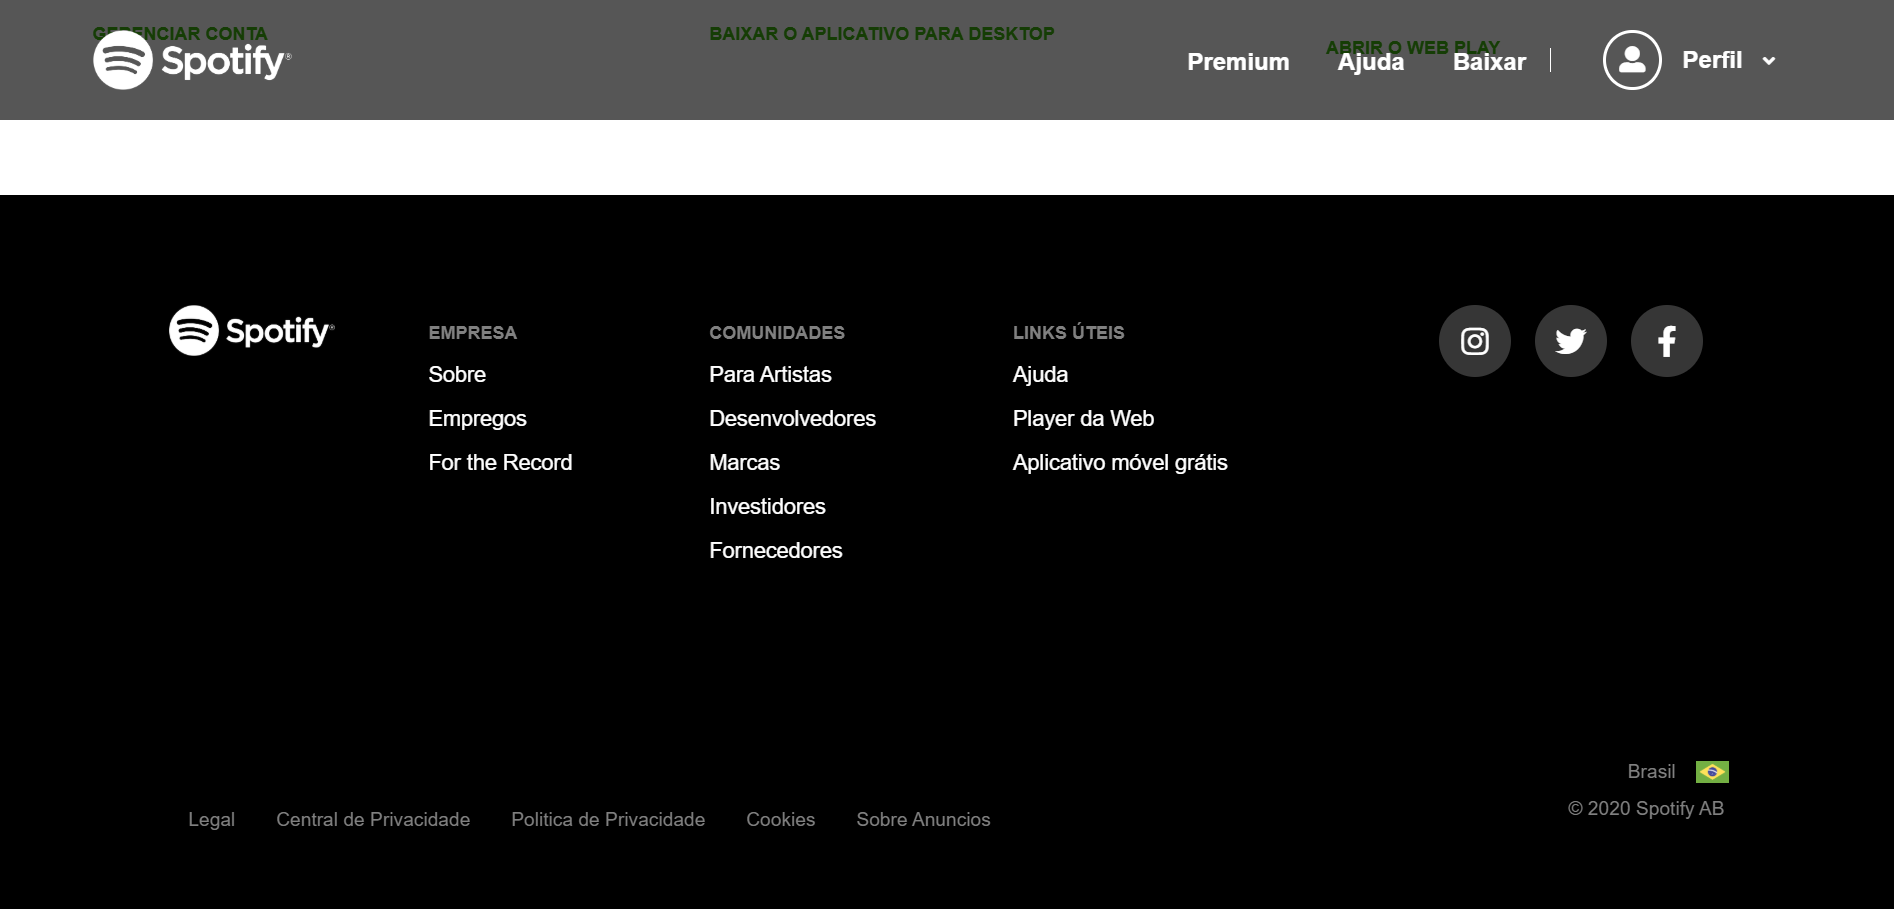 GERENCIAR CONTA
BAIXAR O APLICATIVO PARA DESKTOP
ABRIR O WEB PLAY
Spotify®
Premium
Ajuda
Baixar
Perfil
Spotify®
EMPRESA
Sobre
Empregos
For the Record
COMUNIDADES
Para Artistas
Desenvolvedores
Marcas
Investidores
Fornecedores
LINKS ÚTEIS
Ajuda
Player da Web
Aplicativo móvel grátis
Brasil
© 2020 Spotify AB
Legal
Central de Privacidade
Politica de Privacidade
Cookies
Sobre Anuncios